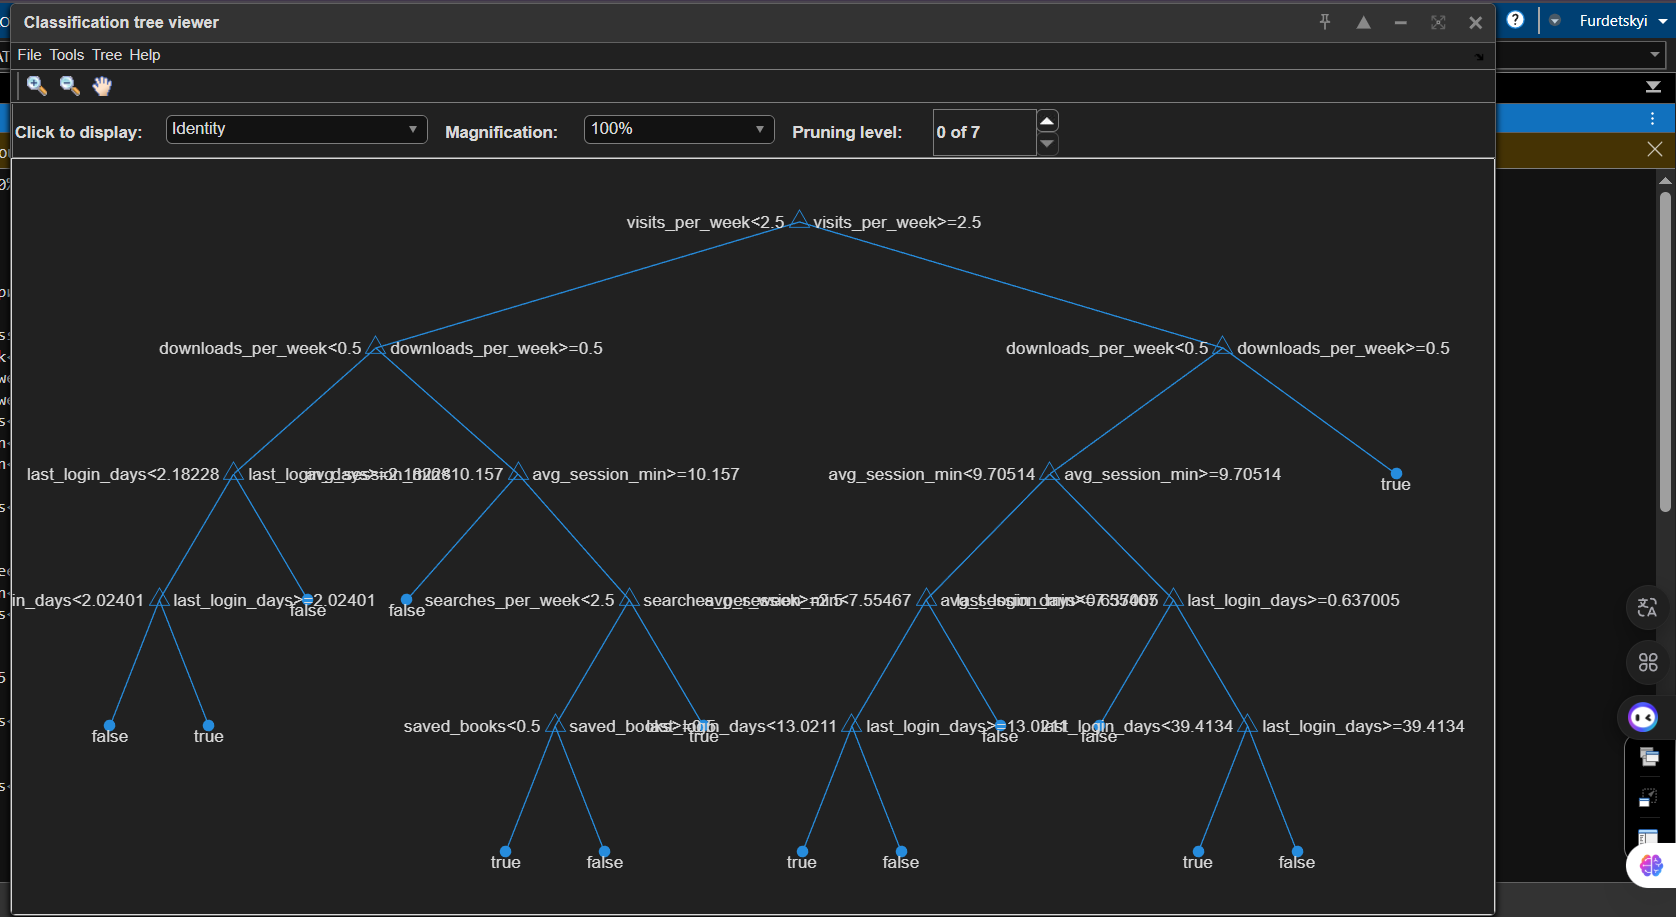 Classification tree viewer
Furdetskyi
File Tools Tree Help
Click to display: Identity Magnification: 100% Pruning level: 0 of 7
visits_per_week<2.5 visits_per_week>=2.5
downloads_per_week<0.5 downloads_per_week>=0.5 downloads_per_week<0.5 downloads_per_week>=0.5
last_login_days<2.18228 last_login_days>=2.18228 avg_session_min<10.157 avg_session_min>=10.157 avg_session_min<9.70514 avg_session_min>=9.70514
true
in_days<2.02401 last_login_days>=2.02401 searches_per_week<2.5 searches_per_week>=2.5 avg_session_min<7.55467 avg_session_min>=7.55467 last_login_days<0.637005 last_login_days>=0.637005
false false
saved_books<0.5 saved_books>=0.5 last_login_days<13.0211 last_login_days>=13.0211 last_login_days<39.4134 last_login_days>=39.4134
false true true false false
true false true false true false